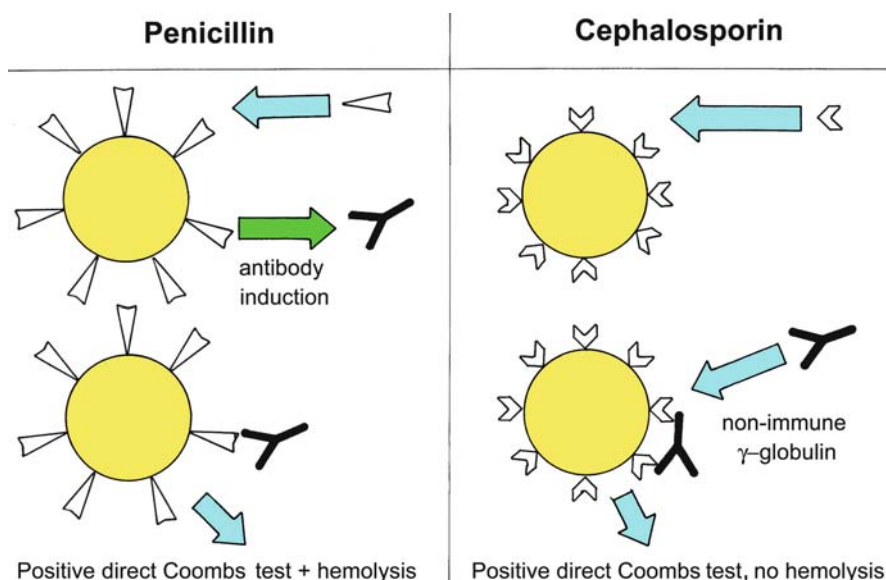 Penicillin
Cephalosporin
antibody
induction
non-immune
γ–globulin
Positive direct Coombs test + hemolysis
Positive direct Coombs test, no hemolysis